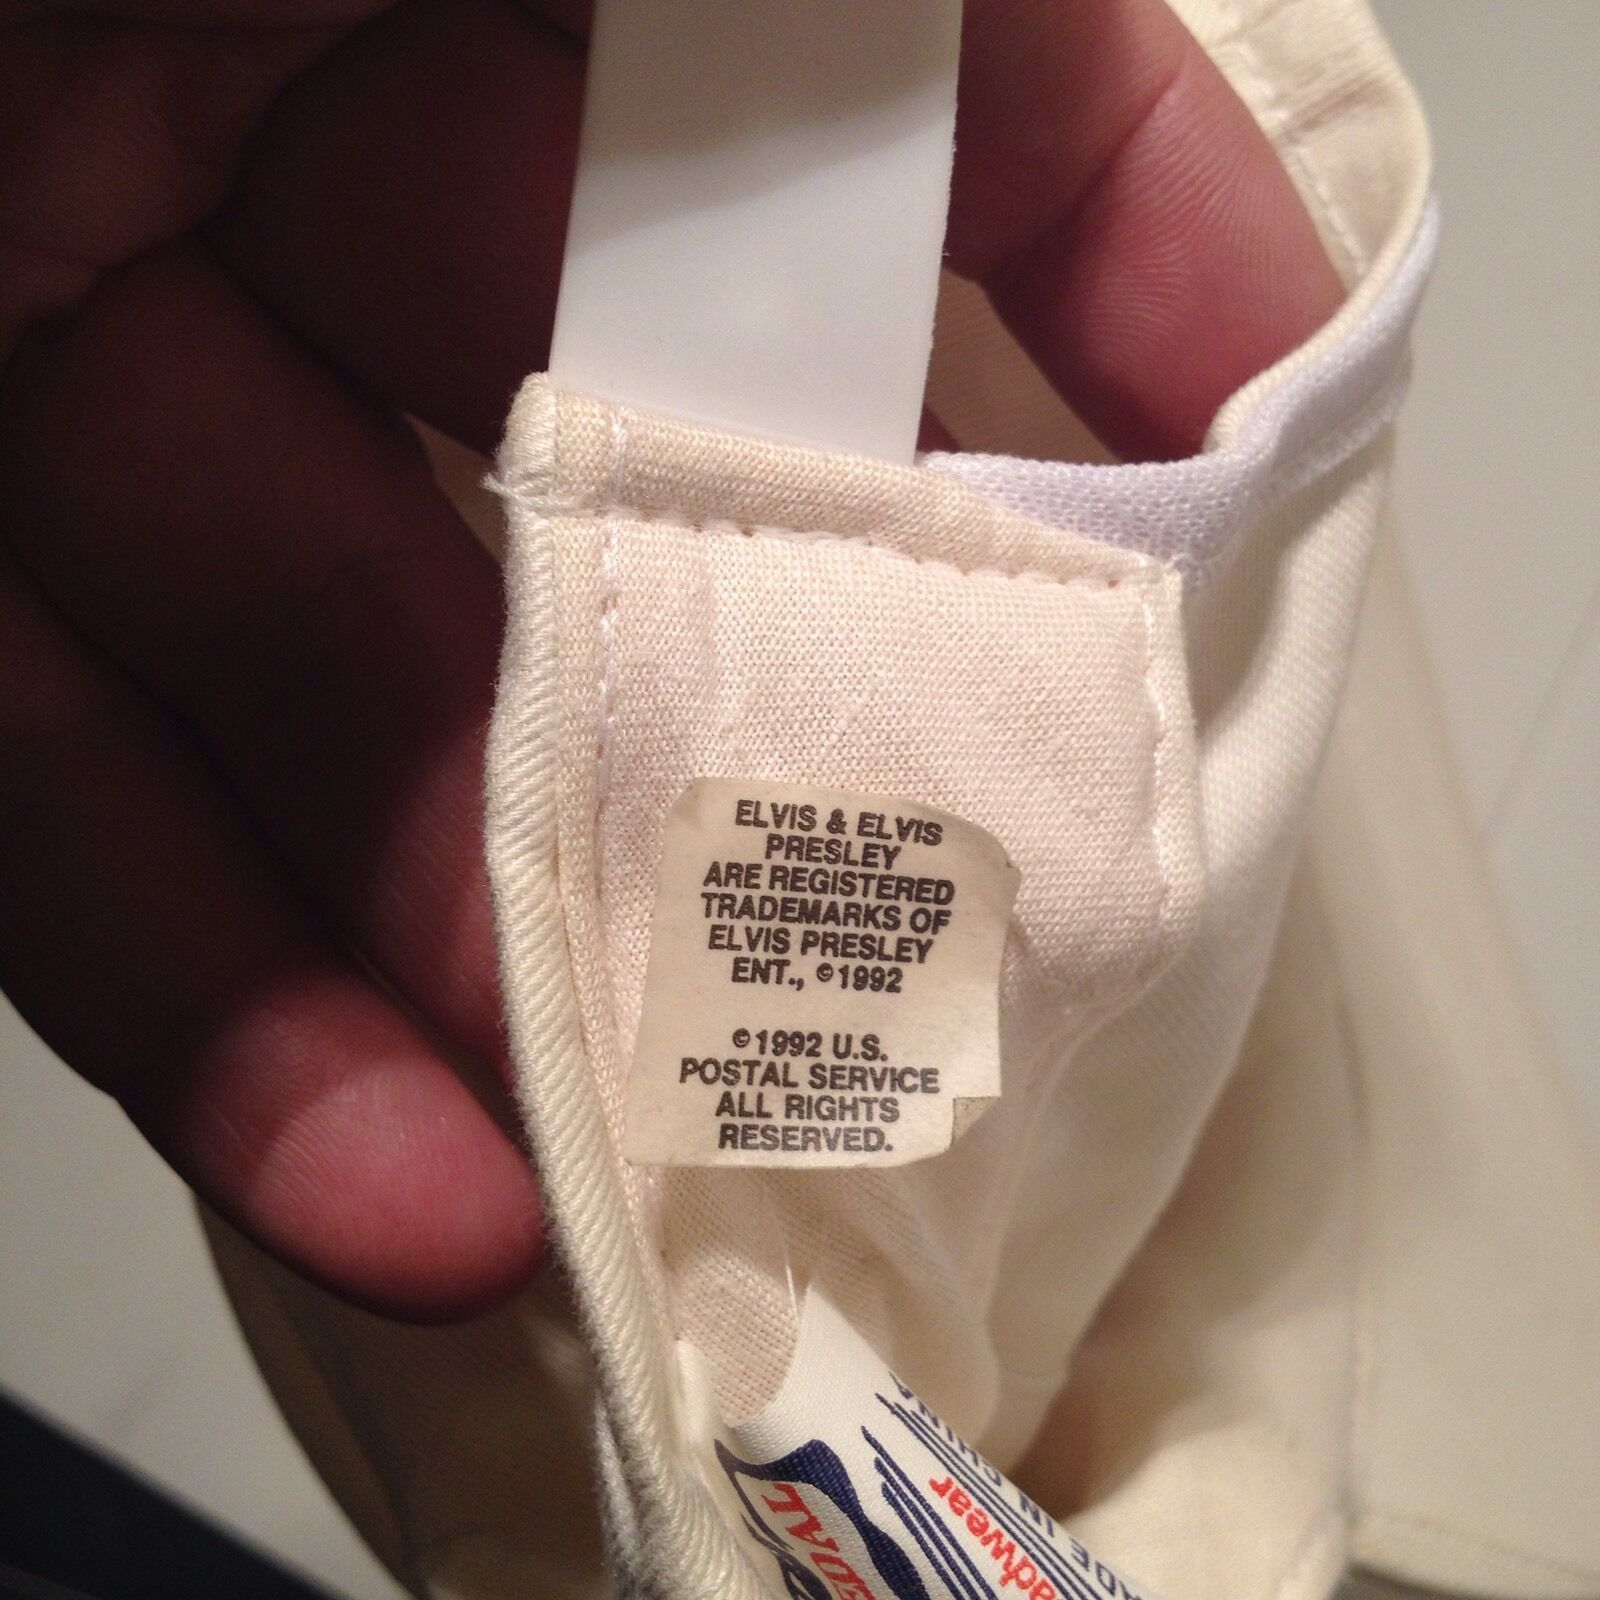 ELVIS & ELVIS
PRESLEY
ARE REGISTERED
TRADEMARKS OF
ELVIS PRESLEY
ENT., ©1992
©1992 U.S.
POSTAL SERVICE
ALL RIGHTS
RESERVED.